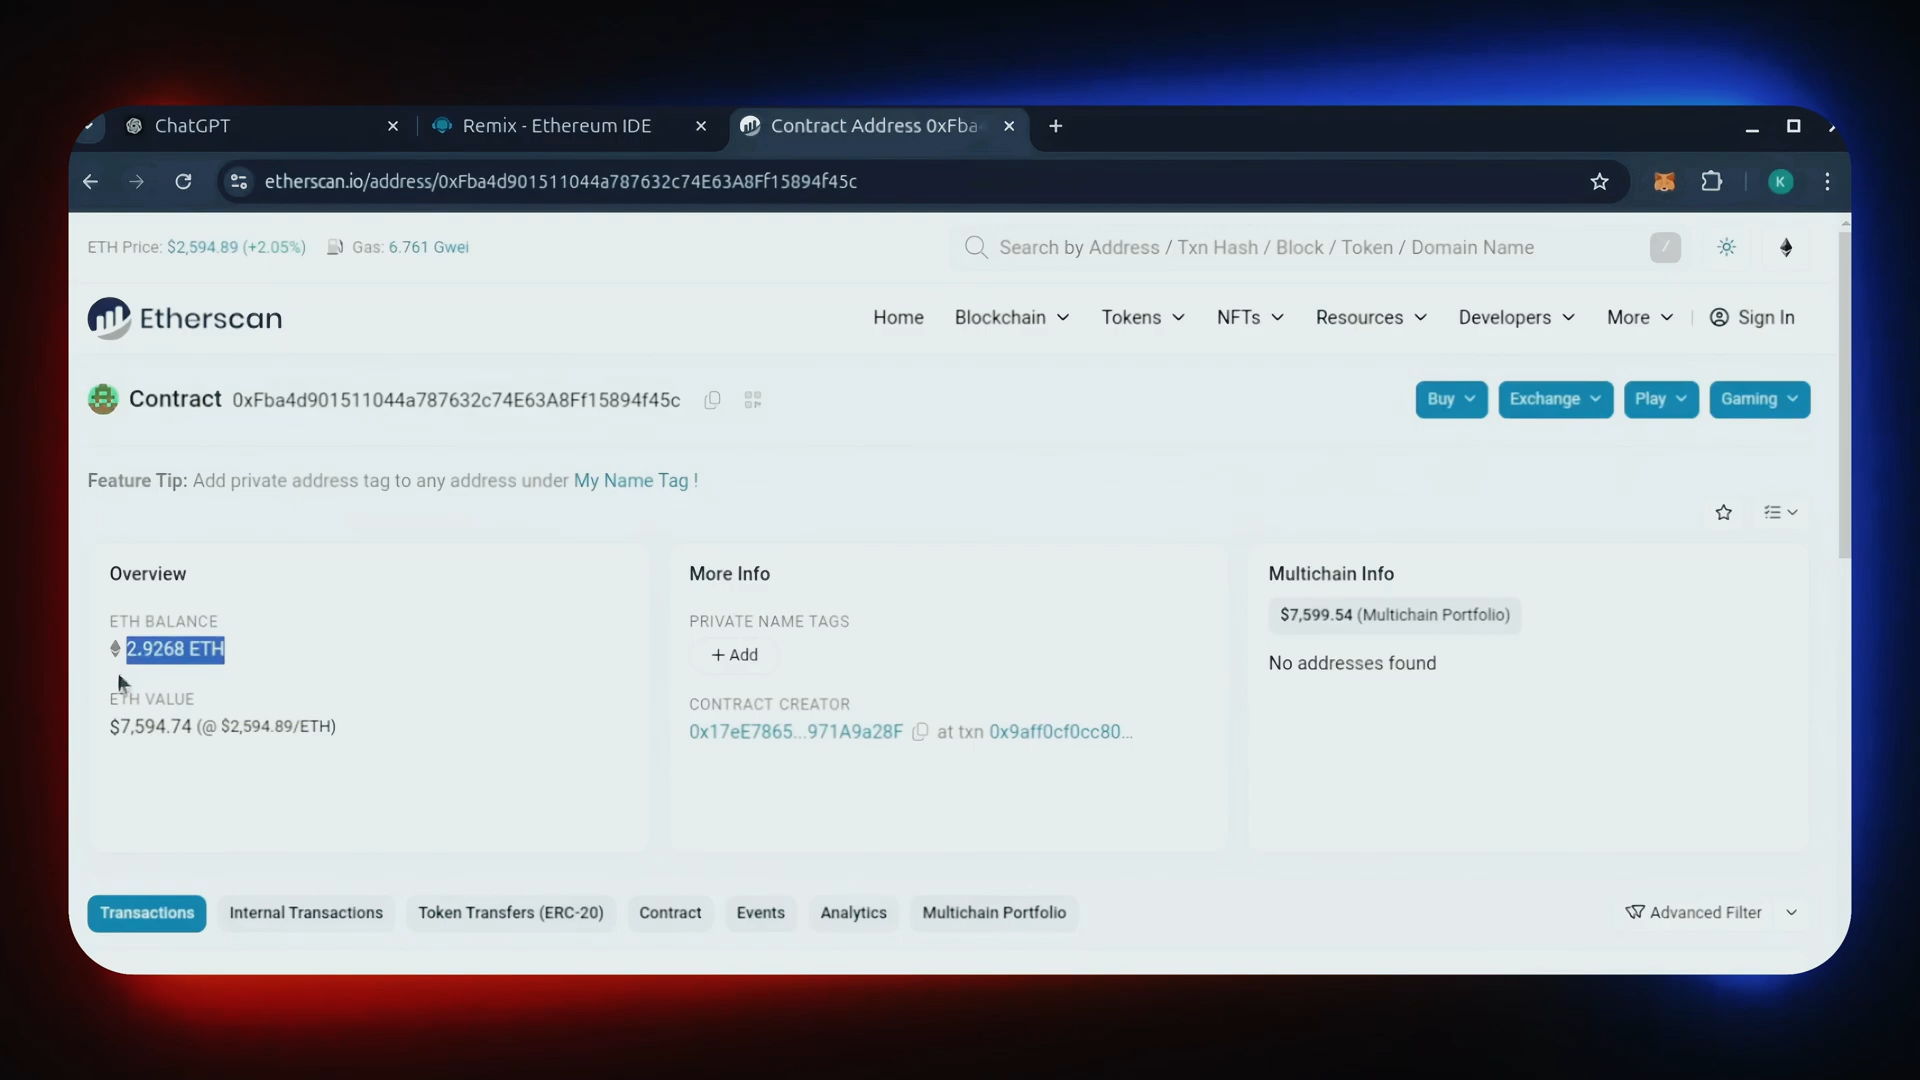 ChatGPT
Remix - Ethereum IDE
Contract Address 0xFba
etherscan.io/address/0xFba4d901511044a787632c74E63A8Ff15894f45c
K
ETH Price: $2,594.89 (+2.05%) Gas: 6.761 Gwei
Search by Address / Txn Hash / Block / Token / Domain Name
/
Etherscan
Home Blockchain Tokens NFTs Resources Developers More Sign In
Contract 0xFba4d901511044a787632c74E63A8Ff15894f45c
Buy Exchange Play Gaming
Feature Tip: Add private address tag to any address under My Name Tag !
Overview
ETH BALANCE
2.9268 ETH
ETH VALUE
$7,594.74 (@ $2,594.89/ETH)
More Info
PRIVATE NAME TAGS
+ Add
CONTRACT CREATOR
0x17eE7865...971A9a28F at txn 0x9aff0cf0cc80...
Multichain Info
$7,599.54 (Multichain Portfolio)
No addresses found
Transactions Internal Transactions Token Transfers (ERC-20) Contract Events Analytics Multichain Portfolio
Advanced Filter